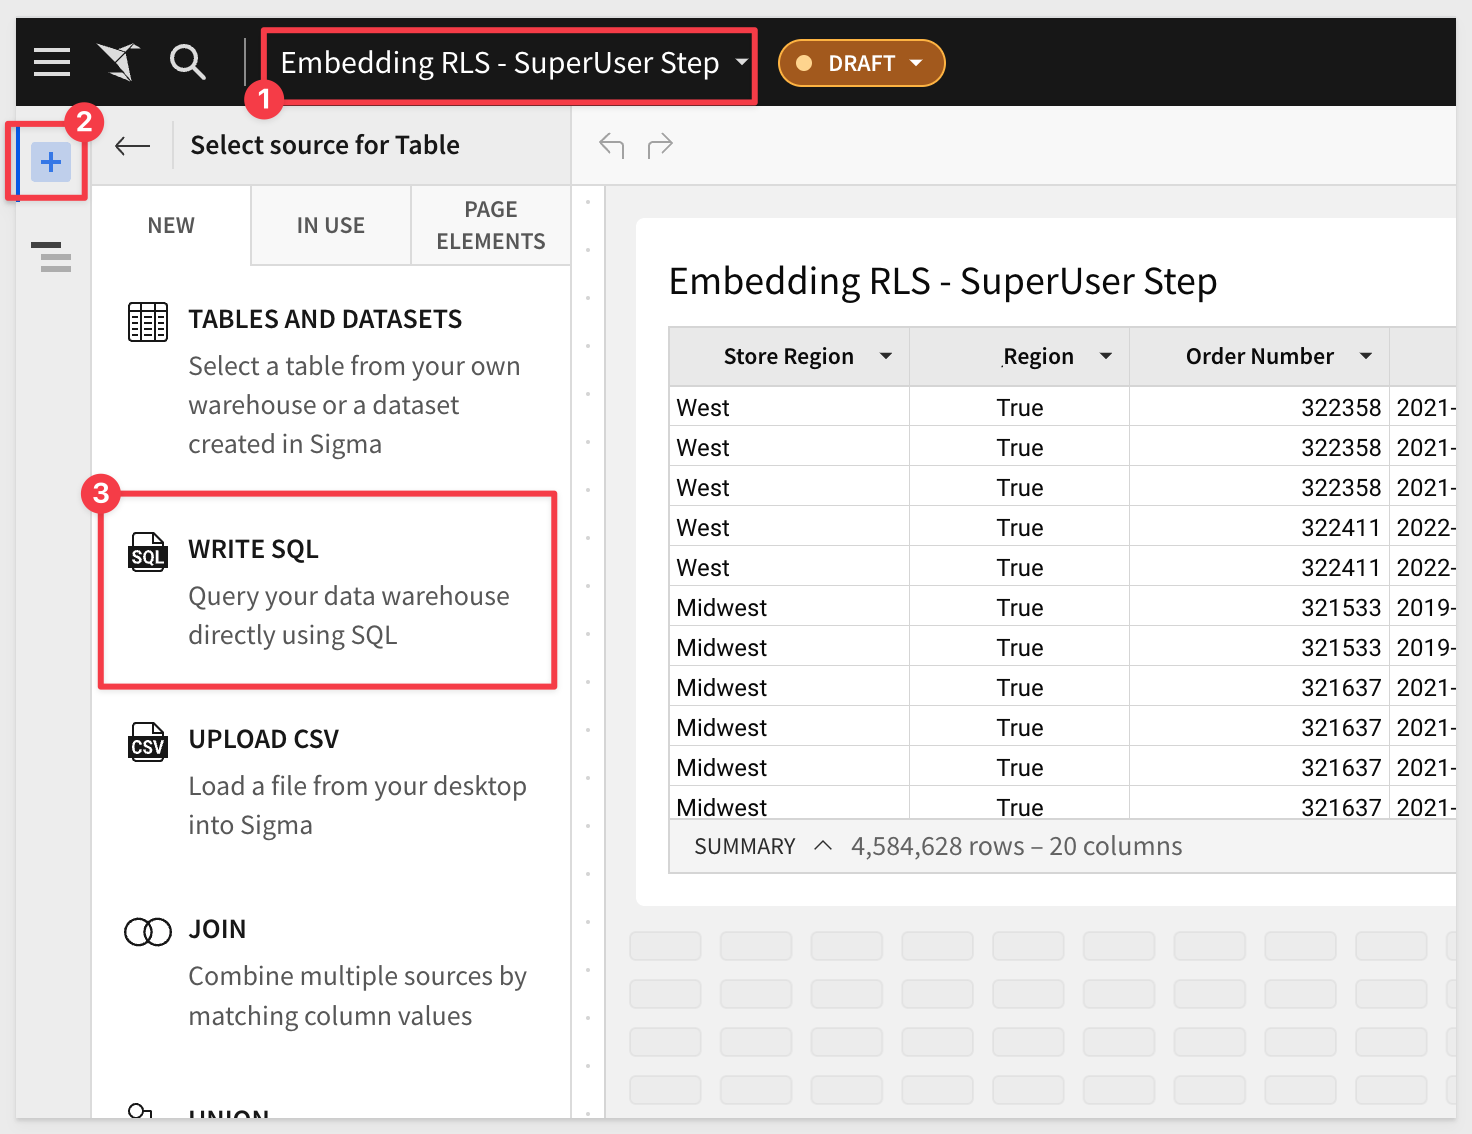 Embedding RLS - SuperUser Step
DRAFT
1
2
Select source for Table
NEW
IN USE
PAGE
ELEMENTS
TABLES AND DATASETS
Select a table from your own
warehouse or a dataset
created in Sigma
3
SQL
WRITE SQL
Query your data warehouse
directly using SQL
CSV
UPLOAD CSV
Load a file from your desktop
into Sigma
JOIN
Combine multiple sources by
matching column values
UNION
Embedding RLS - SuperUser Step
Store Region Region Order Number
West True 322358 2021-
West True 322358 2021-
West True 322358 2021-
West True 322411 2022-
West True 322411 2022-
Midwest True 321533 2019-
Midwest True 321533 2019-
Midwest True 321637 2021-
Midwest True 321637 2021-
Midwest True 321637 2021-
Midwest True 321637 2021-
SUMMARY 4,584,628 rows – 20 columns